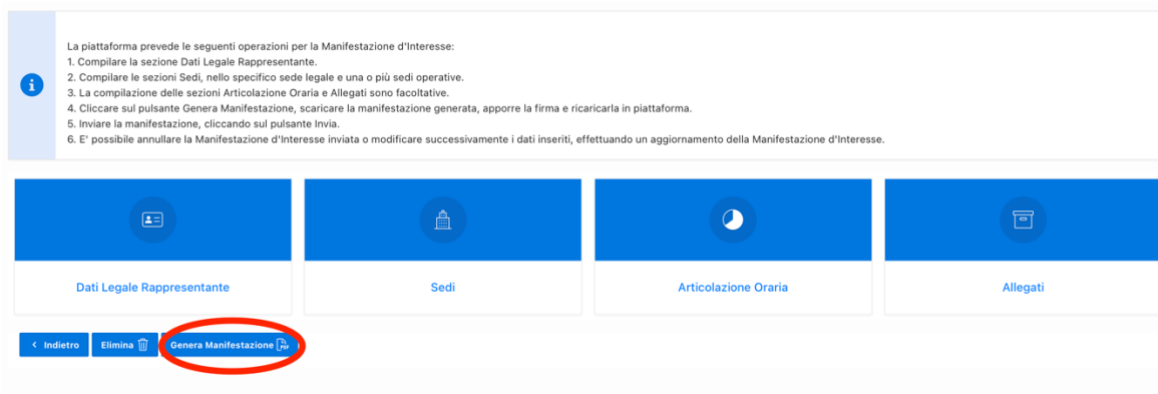 La piattaforma prevede le seguenti operazioni per la Manifestazione d'Interesse:
1. Compilare la sezione Dati Legale Rappresentante.
2. Compilare le sezioni Sedi, nello specifico sede legale e una o più sedi operative.
3. La compilazione delle sezioni Articolazione Oraria e Allegati sono facoltative.
4. Cliccare sul pulsante Genera Manifestazione, scaricare la manifestazione generata, apporre la firma e ricaricarla in piattaforma.
5. Inviare la manifestazione, cliccando sul pulsante Invia.
6. E' possibile annullare la Manifestazione d'Interesse inviata o modificare successivamente i dati inseriti, effettuando un aggiornamento della Manifestazione d'Interesse.
Dati Legale Rappresentante
Sedi
Articolazione Oraria
Allegati
< Indietro
Elimina
Genera Manifestazione PDF